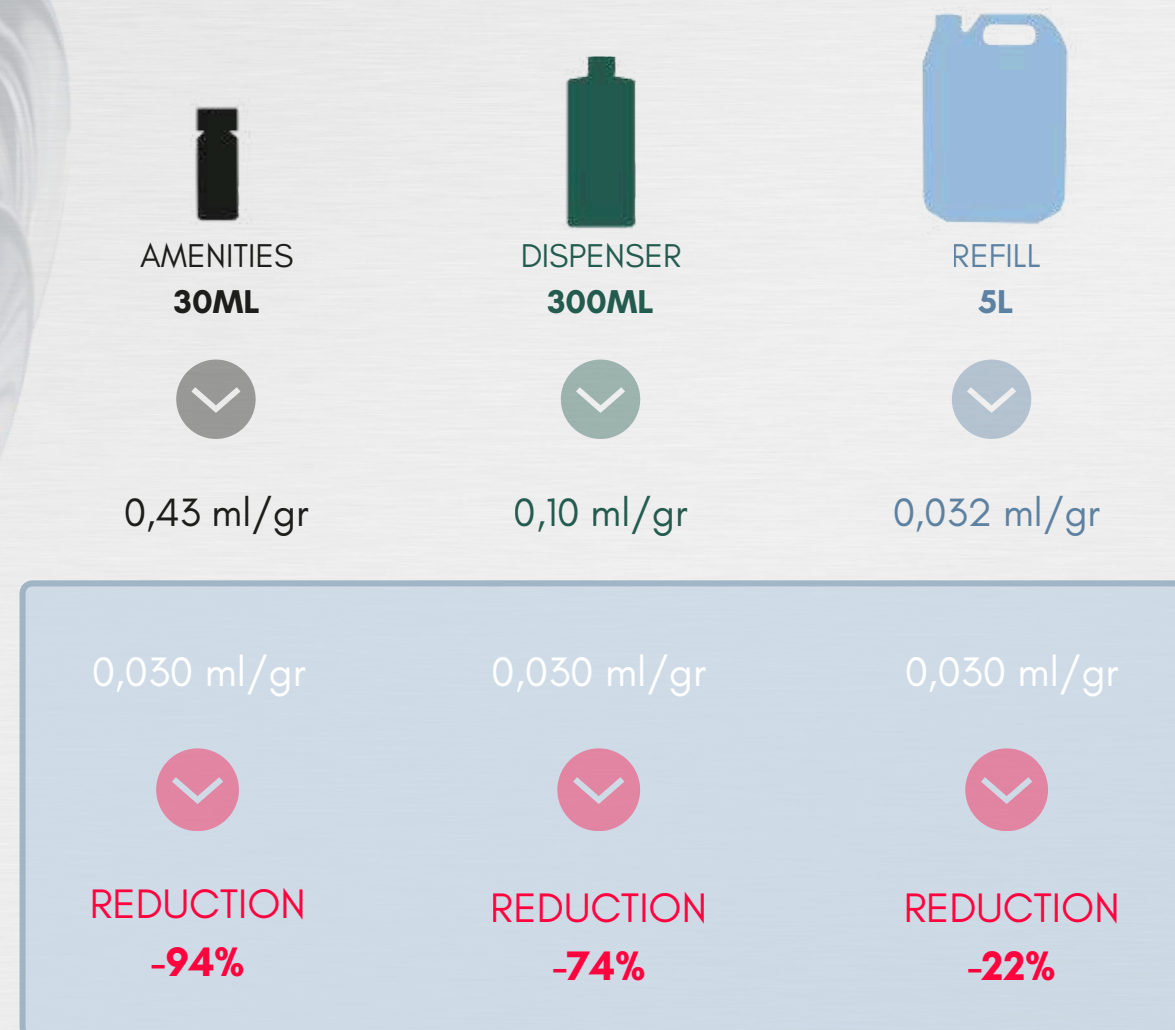 AMENITIES
30ML
DISPENSER
300ML
REFILL
5L
0,43 ml/gr
0,10 ml/gr
0,032 ml/gr
0,030 ml/gr
0,030 ml/gr
0,030 ml/gr
REDUCTION
-94%
REDUCTION
-74%
REDUCTION
-22%